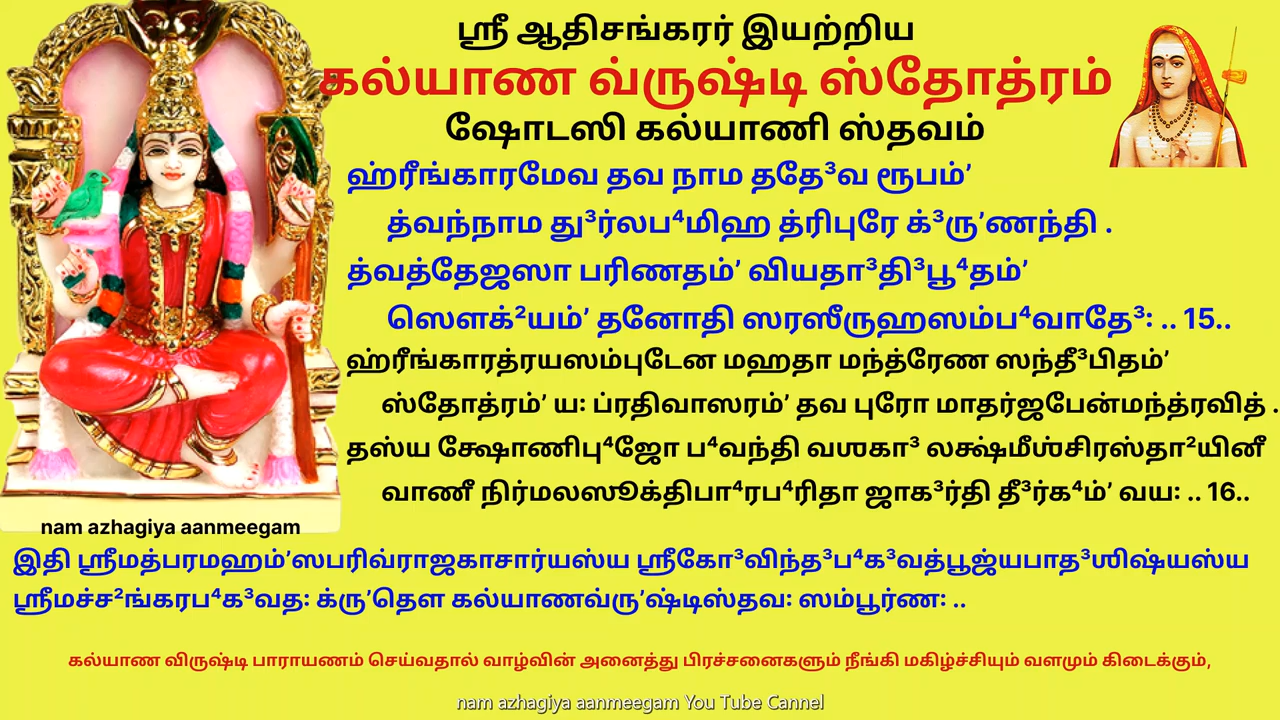 ஸ்ரீ ஆதிசங்கரர் இயற்றிய
கல்யாண வ்ருஷ்டி ஸ்தோத்ரம்
ஷோடஸி கல்யாணி ஸ்தவம்
ஹ்ரீங்காரமேவ தவ நாம ததே³வ ரூபம்’
த்வந்நாம து³ர்லப⁴மிஹ த்ரிபுரே க்³ரு’ணந்தி .
த்வத்தேஜஸா பரிணதம்’ வியதா³தி³பூ⁴தம்’
ஸௌக்²யம்’ தனோதி ஸரஸீருஹஸம்ப⁴வாதே³꞉ .. 15..
ஹ்ரீங்காரத்ரயஸம்புடேன மஹதா மந்த்ரேண ஸந்தீ³பிதம்’
ஸ்தோத்ரம்’ ய꞉ ப்ரதிவாஸரம்’ தவ புரோ மாதர்ஜபேன்மந்த்ரவித் .
தஸ்ய க்ஷோணிபு⁴ஜோ ப⁴வந்தி வஶகா³ லக்ஷ்மீஶ்சிரஸ்தா²யினீ
வாணீ நிர்மலஸூக்திபா⁴ரப⁴ரிதா ஜாக³ர்தி தீ³ர்க⁴ம்’ வய꞉ .. 16..
nam azhagiya aanmeegam
இதி ஸ்ரீமத்பரமஹம்’ஸபரிவ்ராஜகாசார்யஸ்ய ஸ்ரீகோ³விந்த³ப⁴க³வத்பூஜ்யபாத³ஶிஷ்யஸ்ய
ஸ்ரீமச்ச²ங்கரப⁴க³வத꞉ க்ரு’தௌ கல்யாணவ்ரு’ஷ்டிஸ்தவ꞉ ஸம்பூர்ண꞉ ..
கல்யாண விருஷ்டி பாராயணம் செய்வதால் வாழ்வின் அனைத்து பிரச்சனைகளும் நீங்கி மகிழ்ச்சியும் வளமும் கிடைக்கும்,
nam azhagiya aanmeegam You Tube Cannel